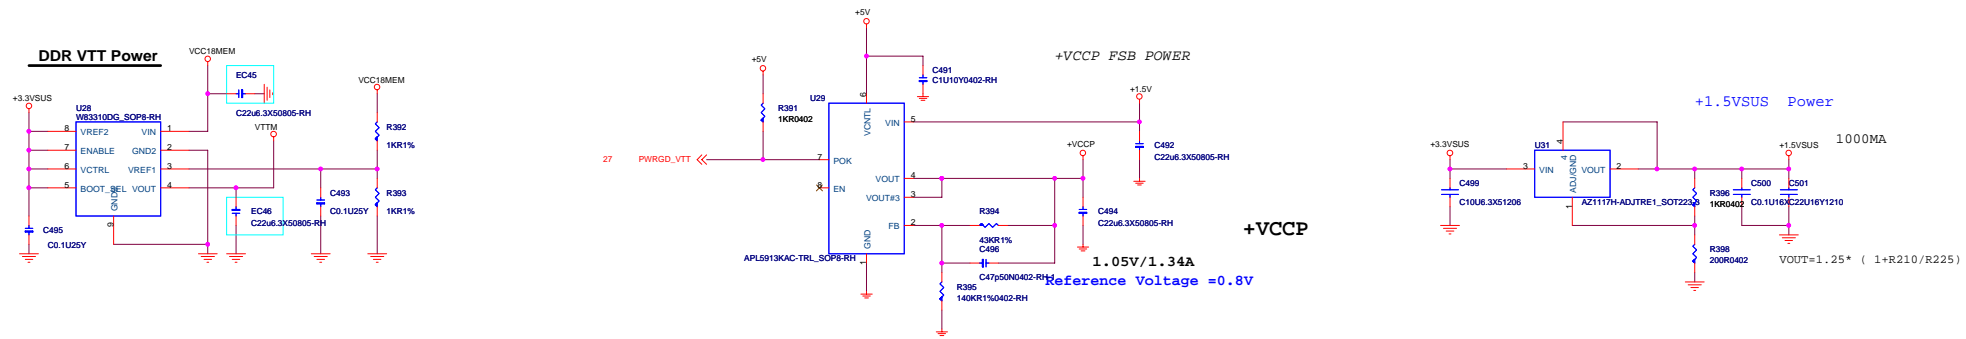 DDR VTT Power
VCC18MEM
EC45
C22u6.3X50805-RH
VCC18MEM
+3.3VSUS
U28
W83310DG_SOP8-RH
VTTM
8 VREF2 VIN 1
7 ENABLE GND2 2
6 VCTRL VREF1 3
5 BOOT_SEL VOUT 4
GND
9
R392
1KR1%
R393
1KR1%
C493
C0.1U25Y
EC46
C22u6.3X50805-RH
C495
C0.1U25Y
+5V
+VCCP FSB POWER
+5V
C491
C1U10Y0402-RH
U29
6
VCNTL
R391
1KR0402
+1.5V
VIN 5
C492
C22u6.3X50805-RH
27 PWRGD_VTT
7 POK
+VCCP
8 EN
VOUT 4
VOUT#3 3
FB 2
GND
1
APL5913KAC-TRL_SOP8-RH
R394
43KR1%
C496
C47p50N0402-RH-1
C494
C22u6.3X50805-RH
R395
140KR1%0402-RH
+VCCP
1.05V/1.34A
Reference Voltage =0.8V
+1.5VSUS Power
1000MA
+3.3VSUS
U31
4
3 VIN
4
ADJ/GND
VOUT 2
1
AZ1117H-ADJTRE1_SOT223-3
+1.5VSUS
C499
C10U6.3X51206
R396
1KR0402
C500
C0.1U16X
C501
C22U16Y1210
R398
200R0402
VOUT=1.25* ( 1+R210/R225)